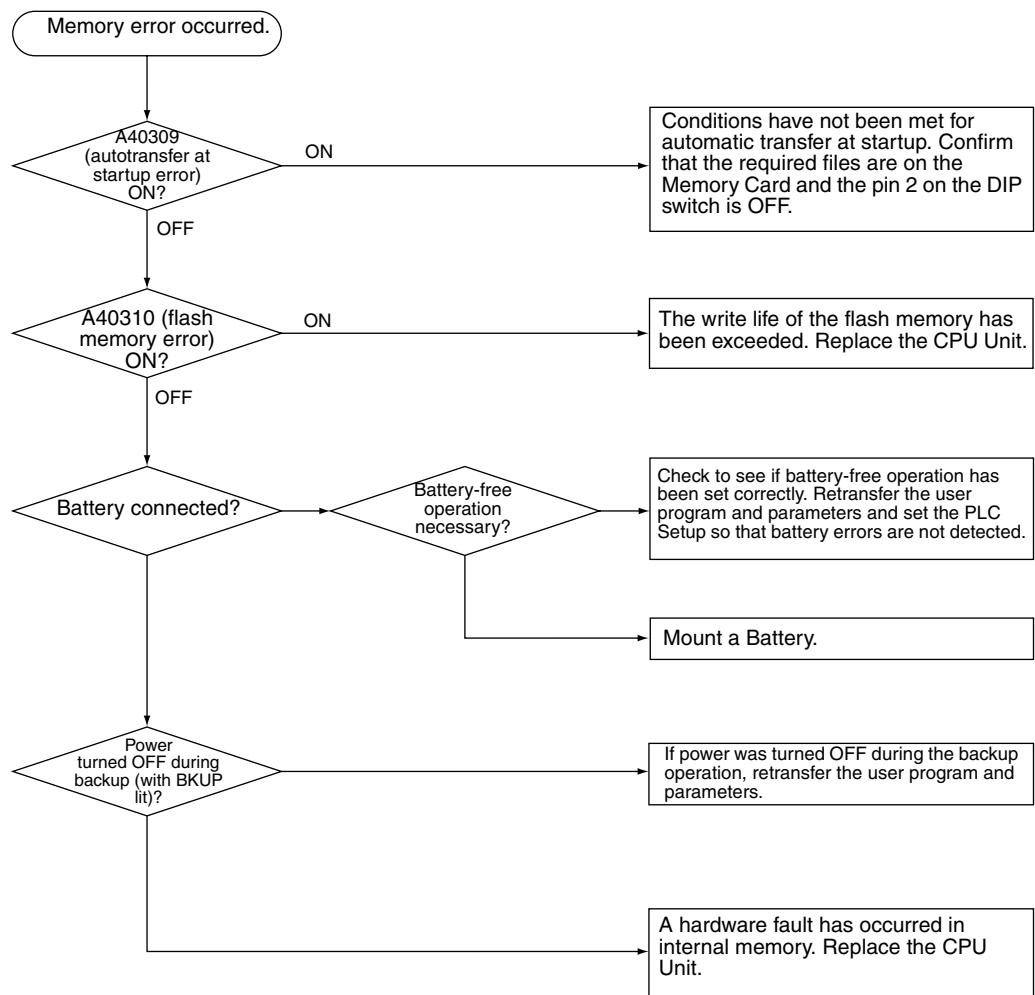 Memory error occurred.
A40309
(autotransfer at
startup error)
ON?
ON
Conditions have not been met for
automatic transfer at startup. Confirm
that the required files are on the
Memory Card and the pin 2 on the DIP
switch is OFF.
OFF
A40310 (flash
memory error)
ON?
ON
The write life of the flash memory has
been exceeded. Replace the CPU Unit.
OFF
Battery connected?
Battery-free
operation
necessary?
Check to see if battery-free operation has
been set correctly. Retransfer the user
program and parameters and set the PLC
Setup so that battery errors are not detected.
Mount a Battery.
Power
turned OFF during
backup (with BKUP
lit)?
If power was turned OFF during the backup
operation, retransfer the user program and
parameters.
A hardware fault has occurred in
internal memory. Replace the CPU
Unit.